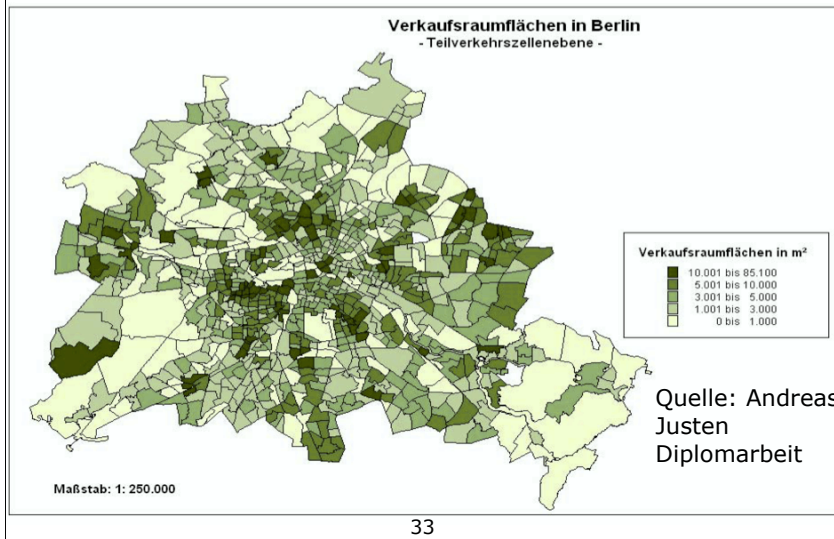 Verkaufsraumflächen in Berlin
- Teilverkehrszellenebene -
Verkaufsraumflächen in m²
10.001 bis 85.100
5.001 bis 10.000
3.001 bis 5.000
1.001 bis 3.000
0 bis 1.000
Quelle: Andreas
Justen
Diplomarbeit
Maßstab: 1: 250.000
33